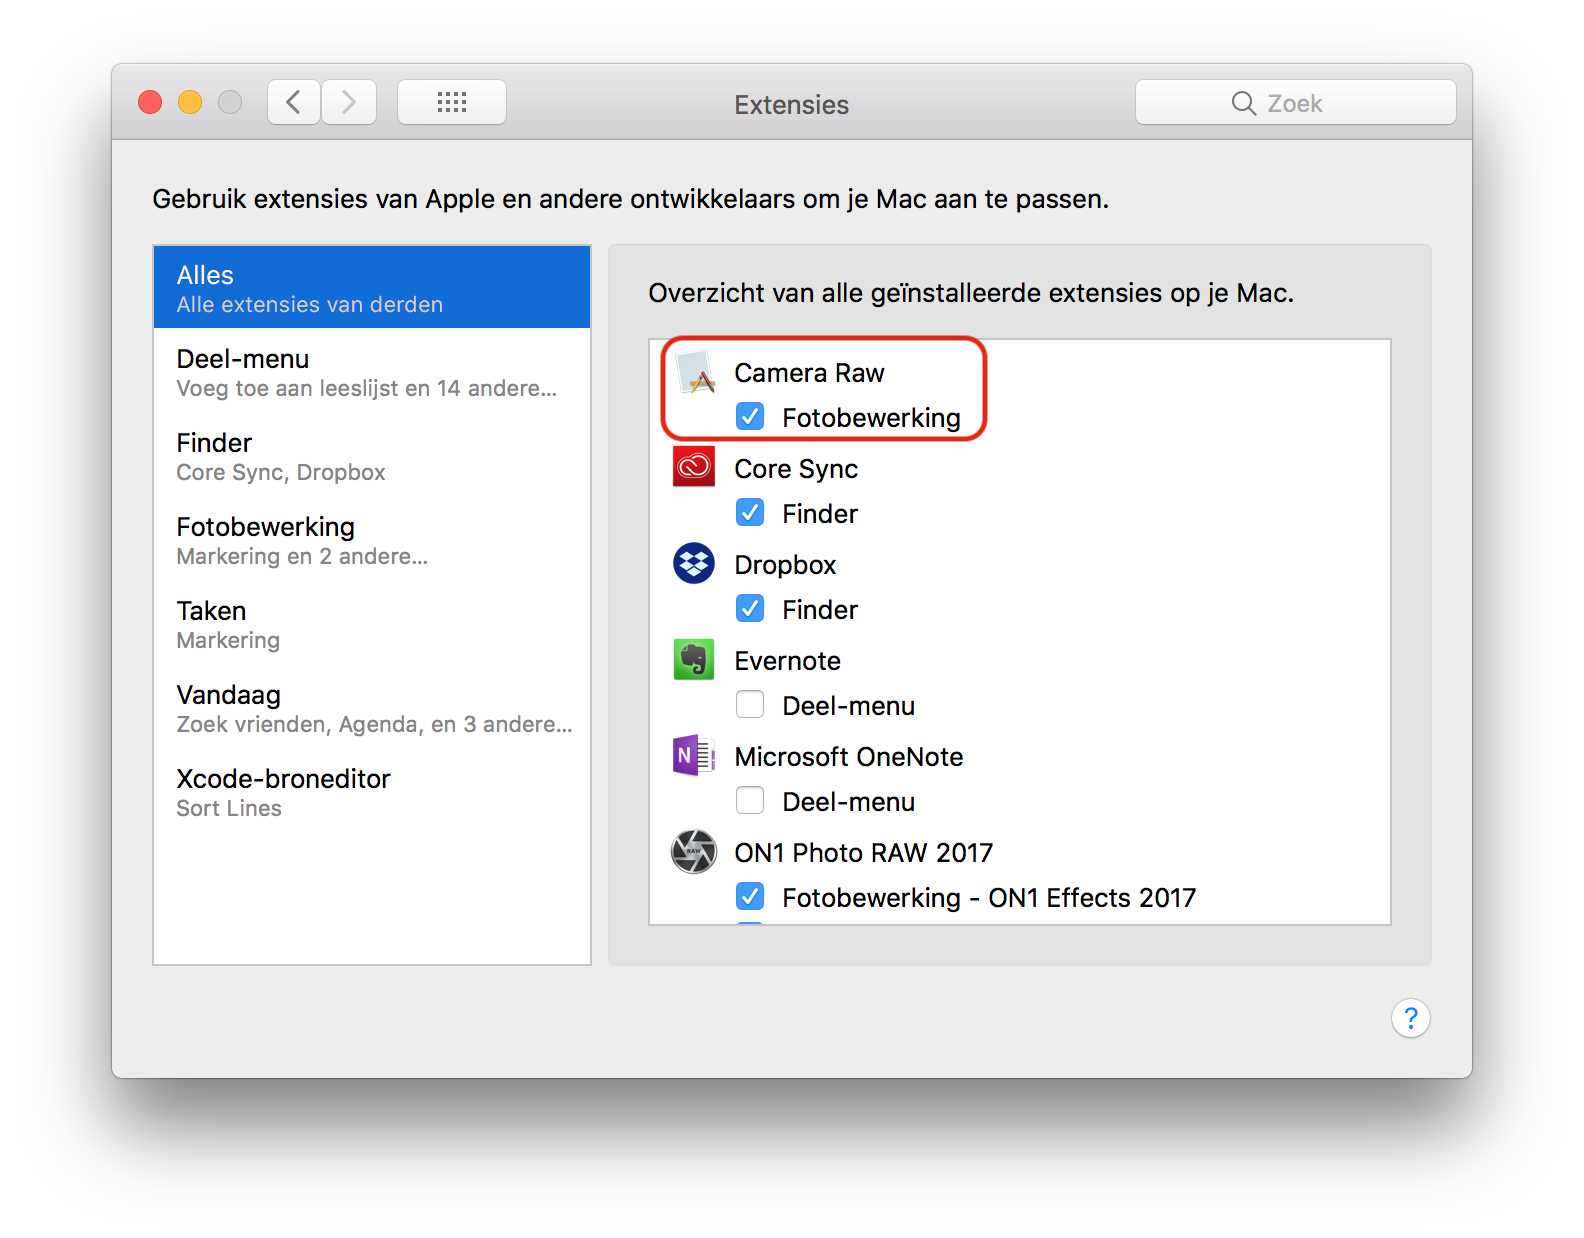 Extensies
Zoek
Gebruik extensies van Apple en andere ontwikkelaars om je Mac aan te passen.
Alles
Alle extensies van derden
Deel-menu
Voeg toe aan leeslijst en 14 andere...
Finder
Core Sync, Dropbox
Fotobewerking
Markering en 2 andere...
Taken
Markering
Vandaag
Zoek vrienden, Agenda, en 3 andere...
Xcode-broneditor
Sort Lines
Overzicht van alle geïnstalleerde extensies op je Mac.
Camera Raw
Fotobewerking
Core Sync
Finder
Dropbox
Finder
Evernote
Deel-menu
N
Microsoft OneNote
Deel-menu
RAW
ON1 Photo RAW 2017
Fotobewerking - ON1 Effects 2017
?